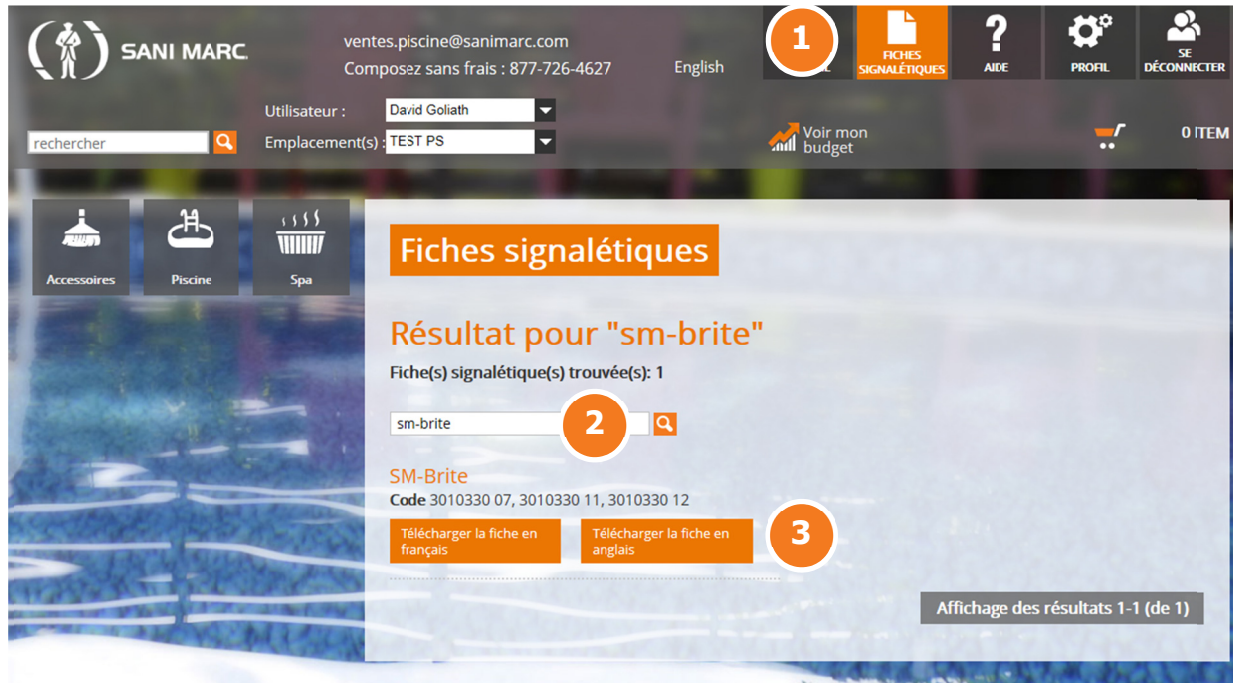 SANI MARC
ventes.piscine@sanimarc.com
Composez sans frais : 877-726-4627
English
1
FICHES
SIGNALÉTIQUES
AIDE
PROFIL
SE
DÉCONNECTER
Utilisateur :
David Goliath
rechercher
Emplacement(s) :
TEST PS
Voir mon
budget
0 ITEM
Accessoires
Piscine
Spa
Fiches signalétiques
Résultat pour "sm-brite"
Fiche(s) signalétique(s) trouvée(s): 1
sm-brite
2
SM-Brite
Code 3010330 07, 3010330 11, 3010330 12
Télécharger la fiche en
français
Télécharger la fiche en
anglais
3
Affichage des résultats 1-1 (de 1)